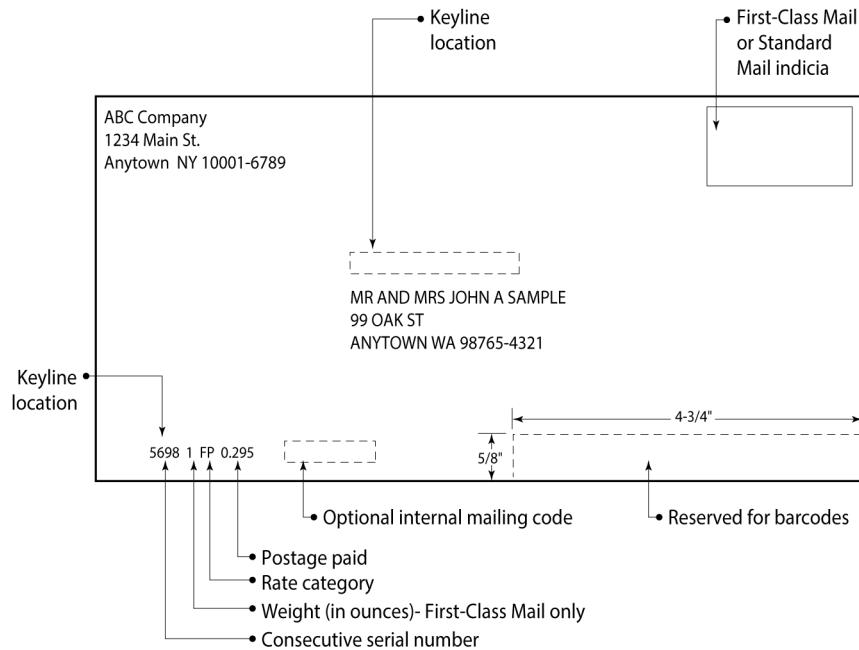 Keyline
location
First-Class Mail
or Standard
Mail indicia
ABC Company
1234 Main St.
Anytown NY 10001-6789
MR AND MRS JOHN A SAMPLE
99 OAK ST
ANYTOWN WA 98765-4321
Keyline
location
4-3/4"
5/8"
5698 1 FP 0.295
Optional internal mailing code
Reserved for barcodes
Postage paid
Rate category
Weight (in ounces)- First-Class Mail only
Consecutive serial number